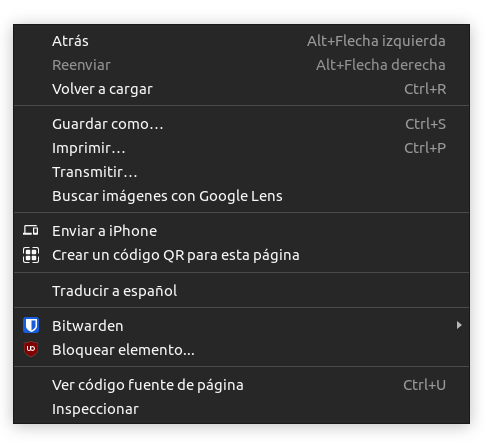 Atrás Alt+Flecha izquierda
Reenviar Alt+Flecha derecha
Volver a cargar Ctrl+R
Guardar como… Ctrl+S
Imprimir… Ctrl+P
Transmitir…
Buscar imágenes con Google Lens
Enviar a iPhone
Crear un código QR para esta página
Traducir a español
Bitwarden
Bloquear elemento...
Ver código fuente de página Ctrl+U
Inspeccionar